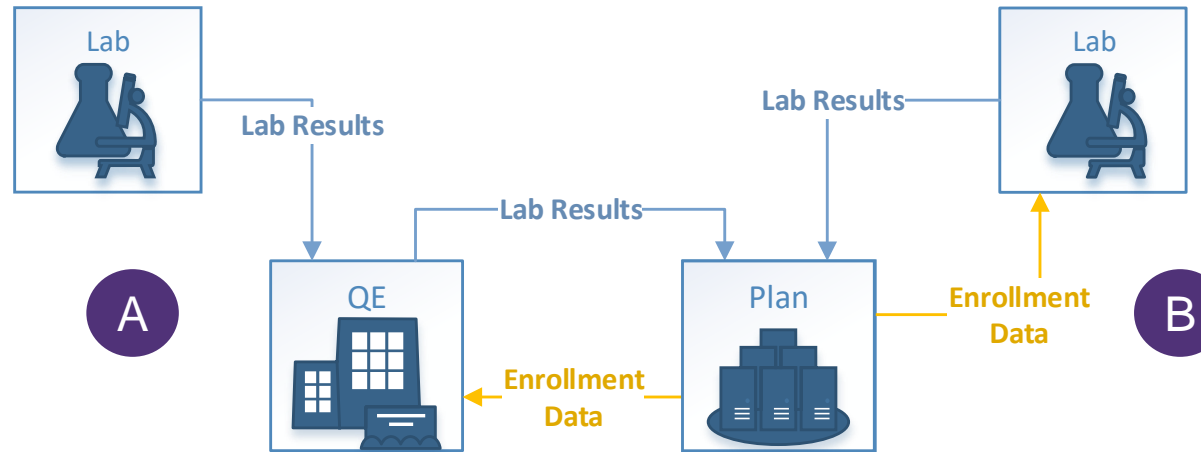 Lab
Lab
Lab Results
Lab Results
Lab Results
A
QE
Plan
Enrollment
Data
B
Enrollment
Data